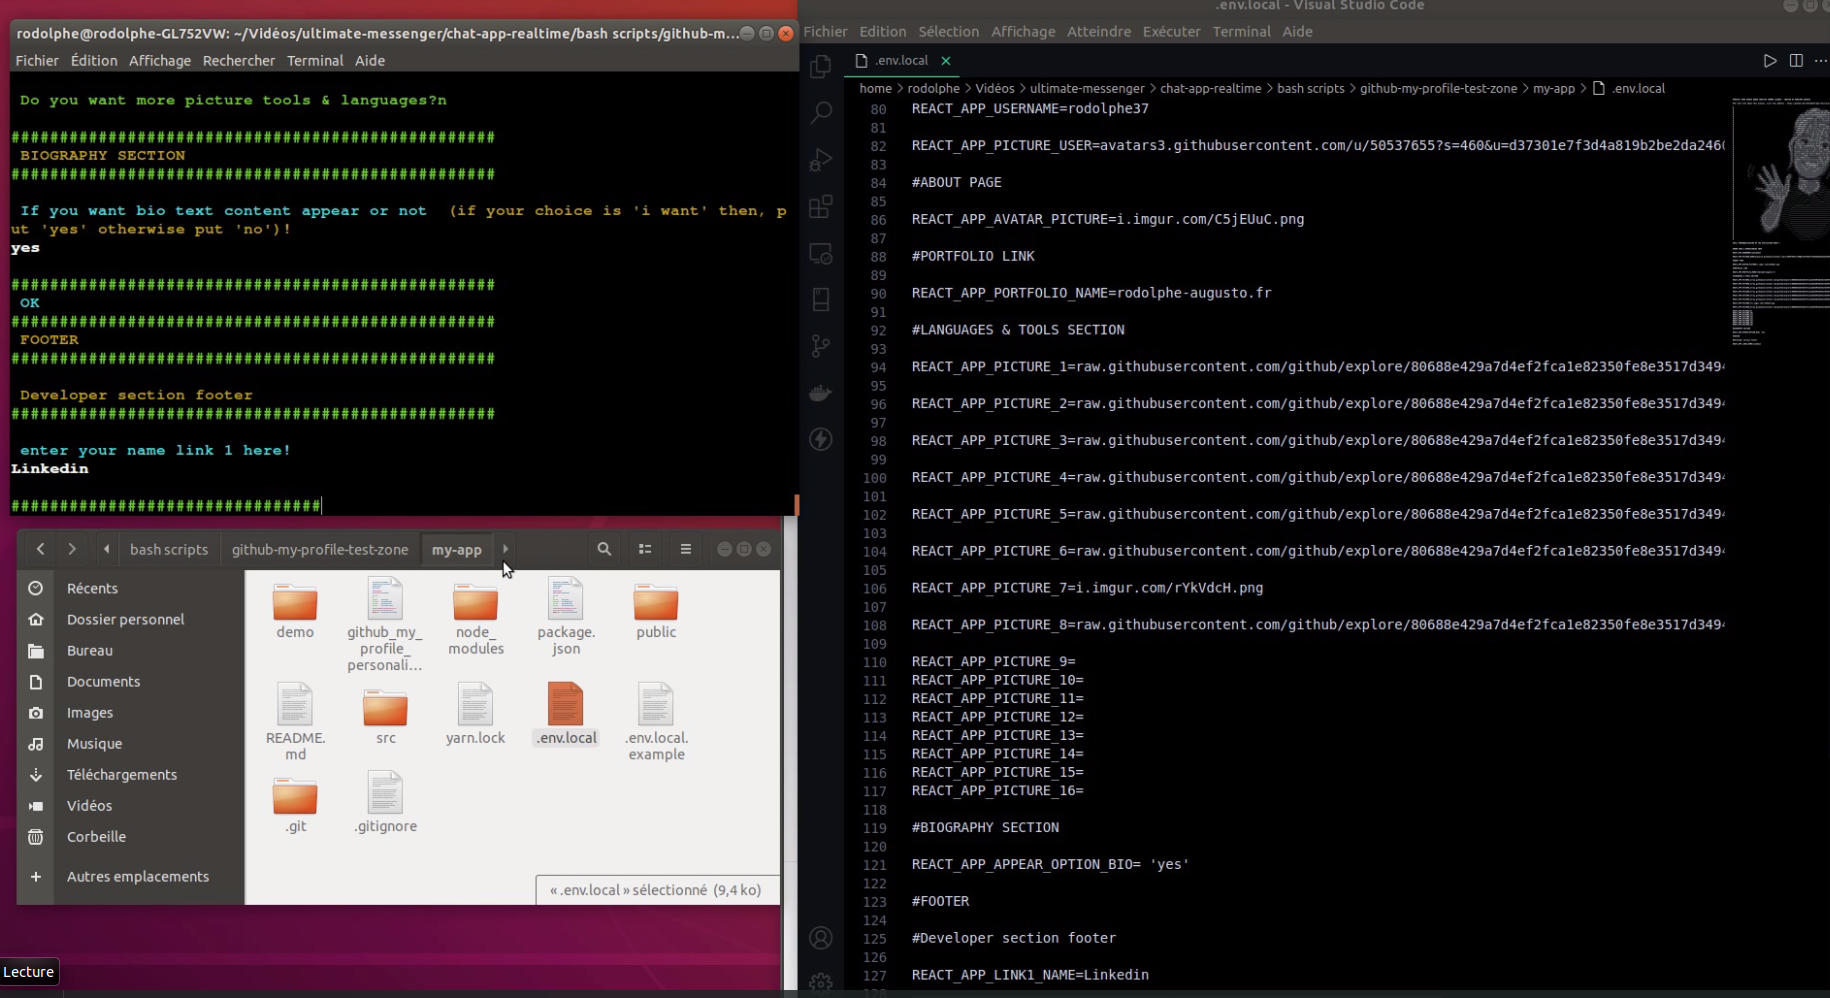 rodolphe@rodolphe-GL752VW: ~/Vidéos/ultimate-messenger/chat-app-realtime/bash scripts/github-m...
Fichier Édition Affichage Rechercher Terminal Aide
Do you want more picture tools & languages?n
##################################################
BIOGRAPHY SECTION
##################################################
If you want bio text content appear or not (if your choice is 'i want' then, p
ut 'yes' otherwise put 'no')!
yes
##################################################
OK
##################################################
FOOTER
##################################################
Developer section footer
##################################################
enter your name link 1 here!
Linkedin
################################
bash scripts github-my-profile-test-zone my-app
Récents
Dossier personnel
Bureau
Documents
Images
Musique
Téléchargements
Vidéos
Corbeille
+ Autres emplacements
demo
github_my_
profile_
personali...
node_
modules
package.
json
public
README.
md
src
yarn.lock
.env.local
.env.local.
example
.git
.gitignore
« .env.local » sélectionné (9,4 ko)
Lecture
.env.local - Visual Studio Code
Fichier Edition Sélection Affichage Atteindre Exécuter Terminal Aide
.env.local
home > rodolphe > Vidéos > ultimate-messenger > chat-app-realtime > bash scripts > github-my-profile-test-zone > my-app > .env.local
80 REACT_APP_USERNAME=rodolphe37
81
82 REACT_APP_PICTURE_USER=avatars3.githubusercontent.com/u/50537655?s=460&u=d37301e7f3d4a819b2be2da246
83
84 #ABOUT PAGE
85
86 REACT_APP_AVATAR_PICTURE=i.imgur.com/C5jEUuC.png
87
88 #PORTFOLIO LINK
89
90 REACT_APP_PORTFOLIO_NAME=rodolphe-augusto.fr
91
92 #LANGUAGES & TOOLS SECTION
93
94 REACT_APP_PICTURE_1=raw.githubusercontent.com/github/explore/80688e429a7d4ef2fca1e82350fe8e3517d349
95
96 REACT_APP_PICTURE_2=raw.githubusercontent.com/github/explore/80688e429a7d4ef2fca1e82350fe8e3517d349
97
98 REACT_APP_PICTURE_3=raw.githubusercontent.com/github/explore/80688e429a7d4ef2fca1e82350fe8e3517d349
99
100 REACT_APP_PICTURE_4=raw.githubusercontent.com/github/explore/80688e429a7d4ef2fca1e82350fe8e3517d349
101
102 REACT_APP_PICTURE_5=raw.githubusercontent.com/github/explore/80688e429a7d4ef2fca1e82350fe8e3517d349
103
104 REACT_APP_PICTURE_6=raw.githubusercontent.com/github/explore/80688e429a7d4ef2fca1e82350fe8e3517d349
105
106 REACT_APP_PICTURE_7=i.imgur.com/rYkVdcH.png
107
108 REACT_APP_PICTURE_8=raw.githubusercontent.com/github/explore/80688e429a7d4ef2fca1e82350fe8e3517d349
109
110 REACT_APP_PICTURE_9=
111 REACT_APP_PICTURE_10=
112 REACT_APP_PICTURE_11=
113 REACT_APP_PICTURE_12=
114 REACT_APP_PICTURE_13=
115 REACT_APP_PICTURE_14=
116 REACT_APP_PICTURE_15=
117 REACT_APP_PICTURE_16=
118
119 #BIOGRAPHY SECTION
120
121 REACT_APP_APPEAR_OPTION_BIO= 'yes'
122
123 #FOOTER
124
125 #Developer section footer
126
127 REACT_APP_LINK1_NAME=Linkedin